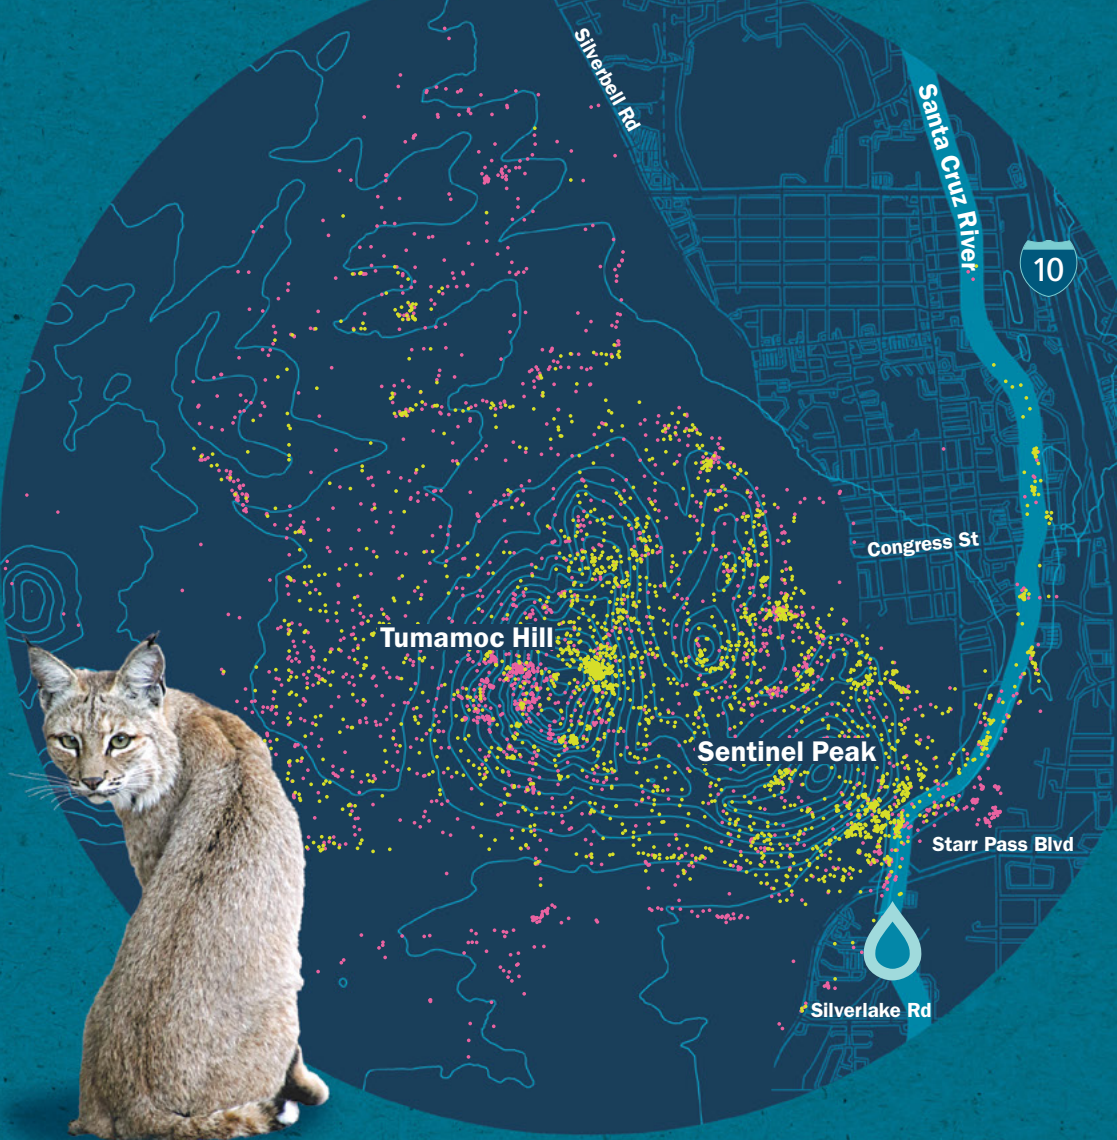 Silverbell Rd
Santa Cruz River
10
Congress St
Tumamoc Hill
Sentinel Peak
Starr Pass Blvd
Silverlake Rd